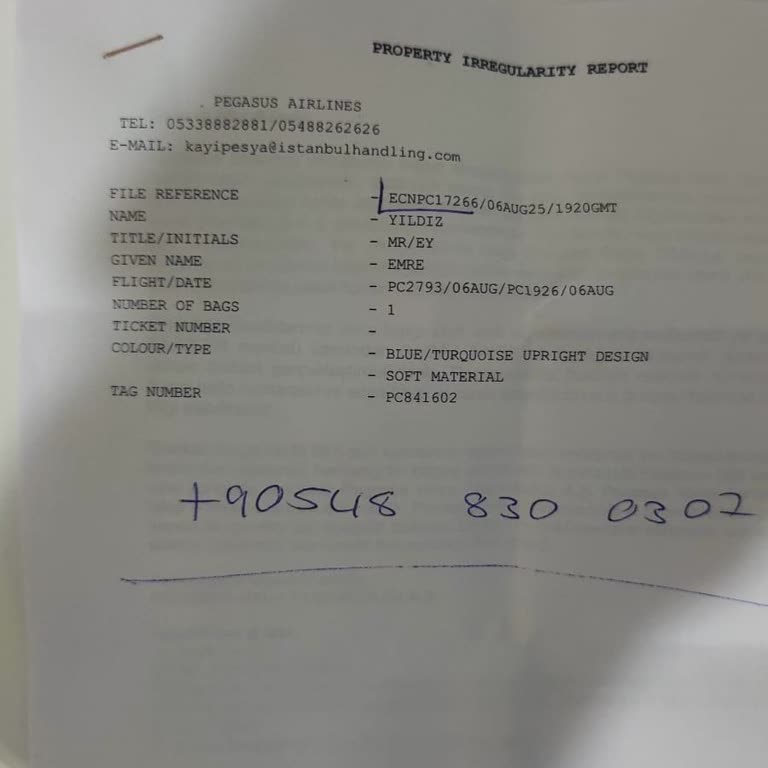 PROPERTY IRREGULARITY REPORT
. PEGASUS AIRLINES
TEL: 05338882881/05488262626
E-MAIL: kayipesya@istanbulhandling.com
FILE REFERENCE - ECNPC17266/06AUG25/1920GMT
NAME - YILDIZ
TITLE/INITIALS - MR/EY
GIVEN NAME - EMRE
FLIGHT/DATE - PC2793/06AUG/PC1926/06AUG
NUMBER OF BAGS - 1
TICKET NUMBER -
COLOUR/TYPE - BLUE/TURQUOISE UPRIGHT DESIGN
- SOFT MATERIAL
TAG NUMBER - PC841602
+90548 830 0302